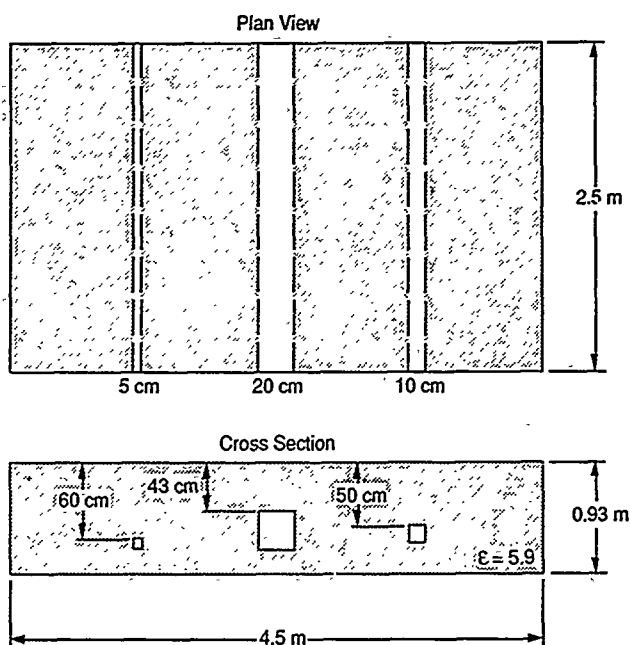 Plan View
2.5 m
5 cm
20 cm
10 cm
Cross Section
60 cm
43 cm
50 cm
0.93 m
ε = 5.9
4.5 m